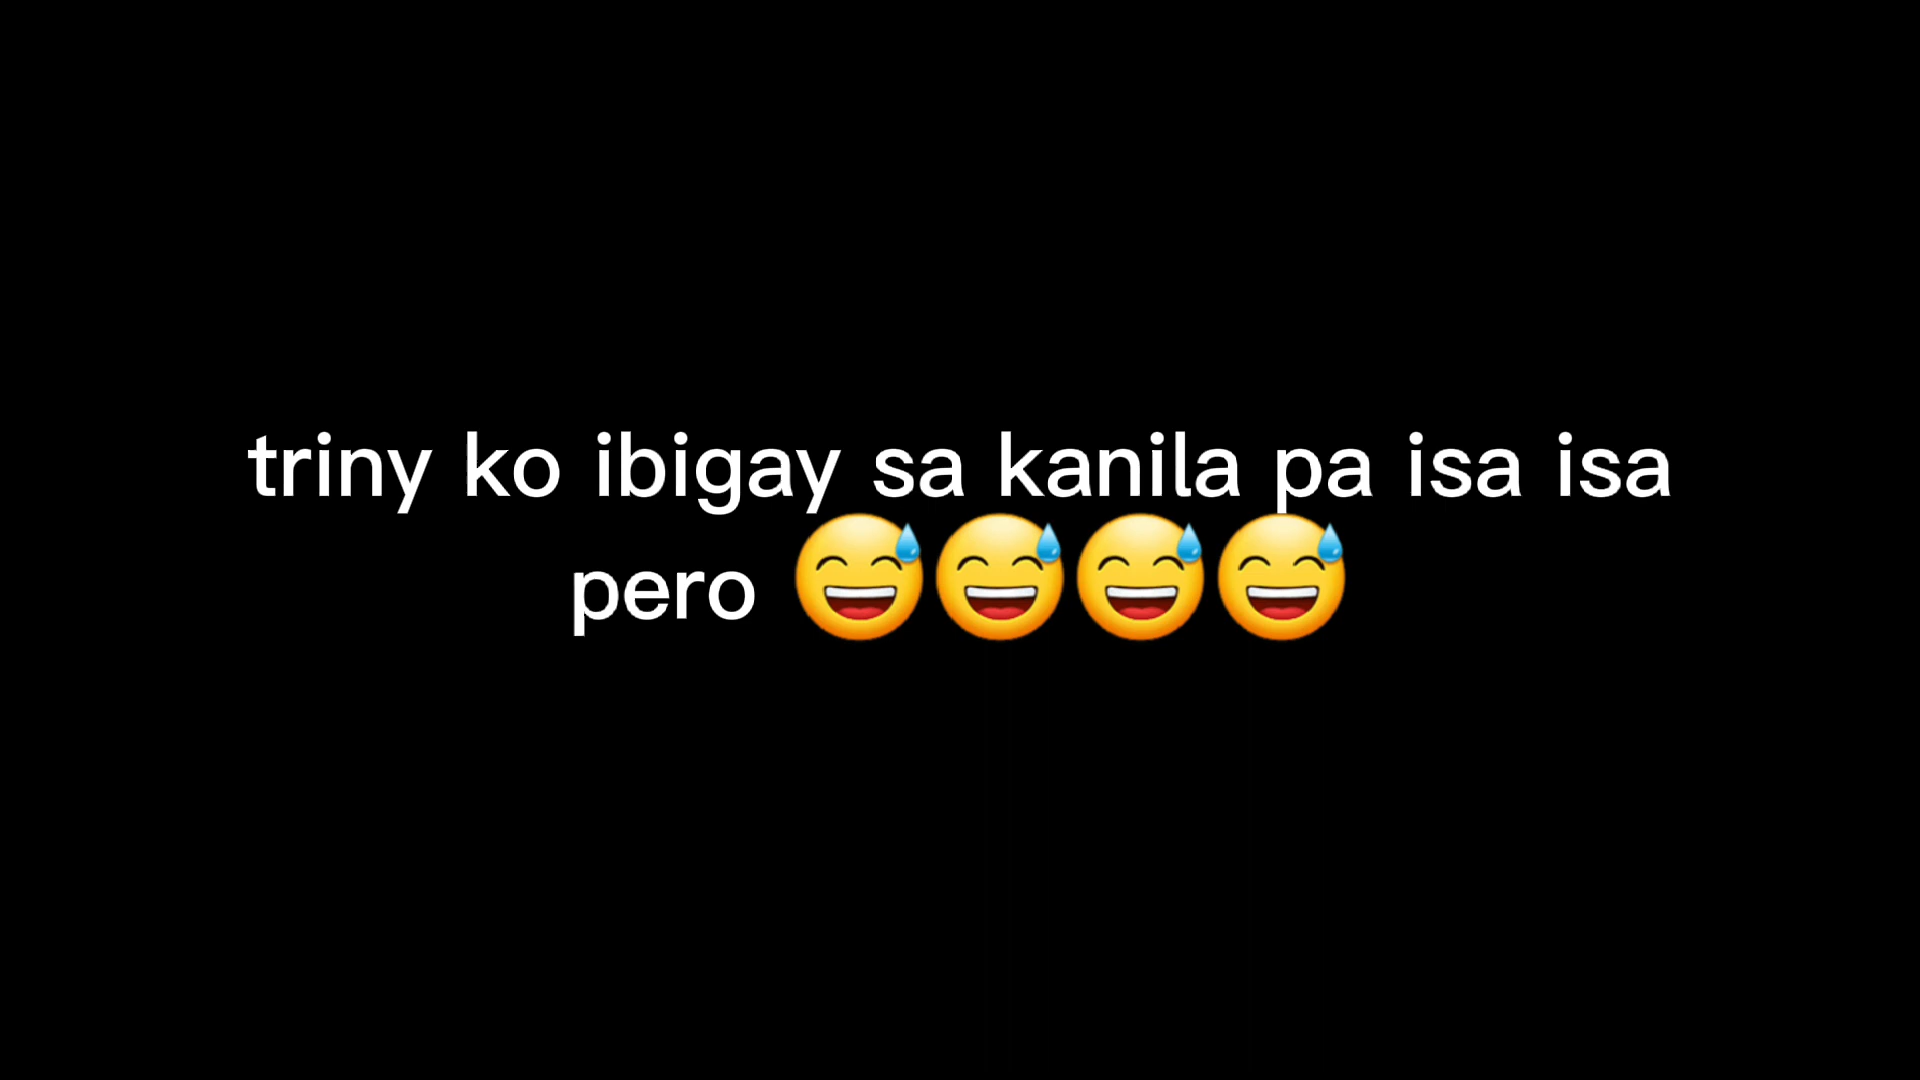 triny ko ibigay sa kanila pa isa isa
pero 😅😅😅😅